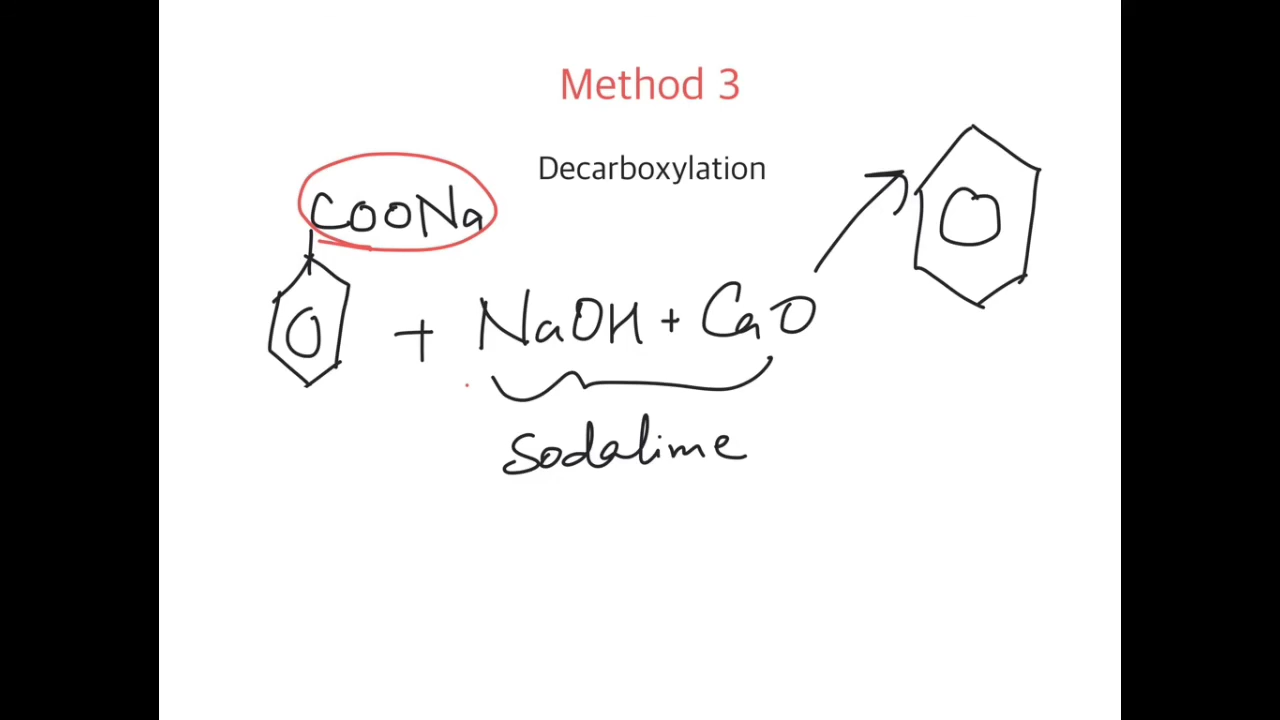 Method 3
Decarboxylation
COONa
+ NaOH + CaO
Sodalime